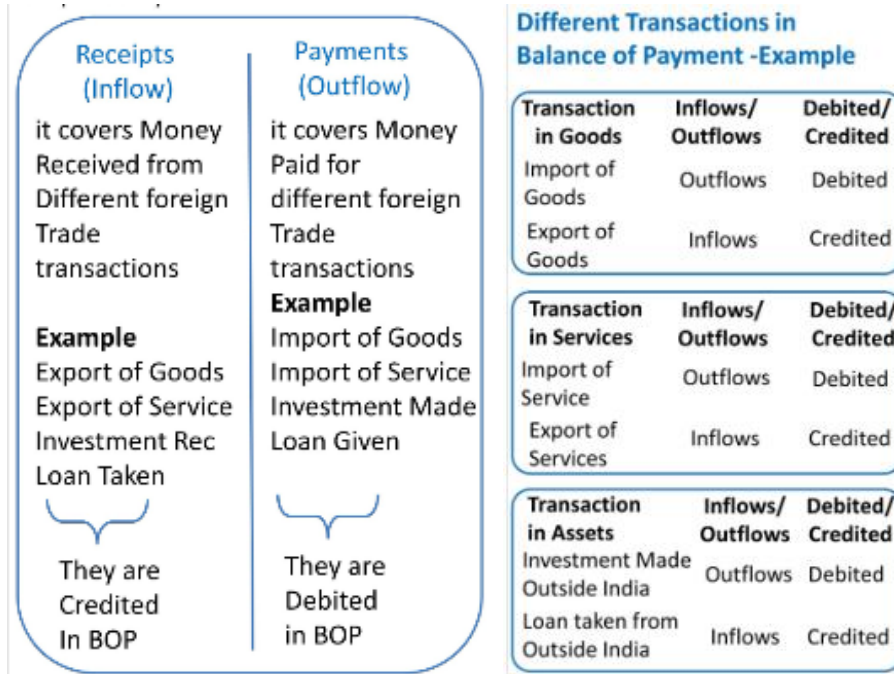 Receipts
(Inflow)
it covers Money
Received from
Different foreign
Trade
transactions
Example
Export of Goods
Export of Service
Investment Rec
Loan Taken
They are
Credited
In BOP
Payments
(Outflow)
it covers Money
Paid for
different foreign
Trade
transactions
Example
Import of Goods
Import of Service
Investment Made
Loan Given
They are
Debited
in BOP
Different Transactions in
Balance of Payment -Example
Transaction Inflows/ Debited/
in Goods Outflows Credited
Import of
Goods Outflows Debited
Export of
Goods Inflows Credited
Transaction Inflows/ Debited/
in Services Outflows Credited
Import of Outflows Debited
Service
Export of
Services Inflows Credited
Transaction Inflows/ Debited/
in Assets Outflows Credited
Investment Made
Outside India Outflows Debited
Loan taken from
Outside India Inflows Credited